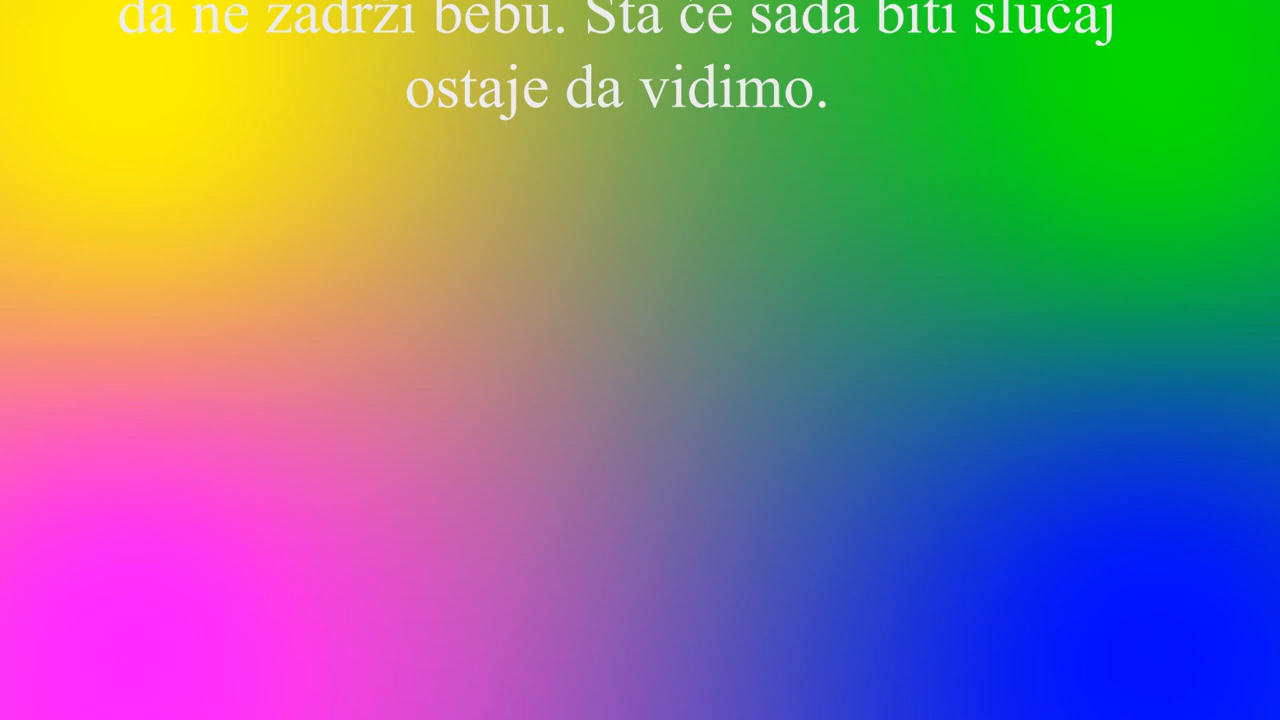 da ne zadrži bebu. Šta će sada biti slučaj
ostaje da vidimo.